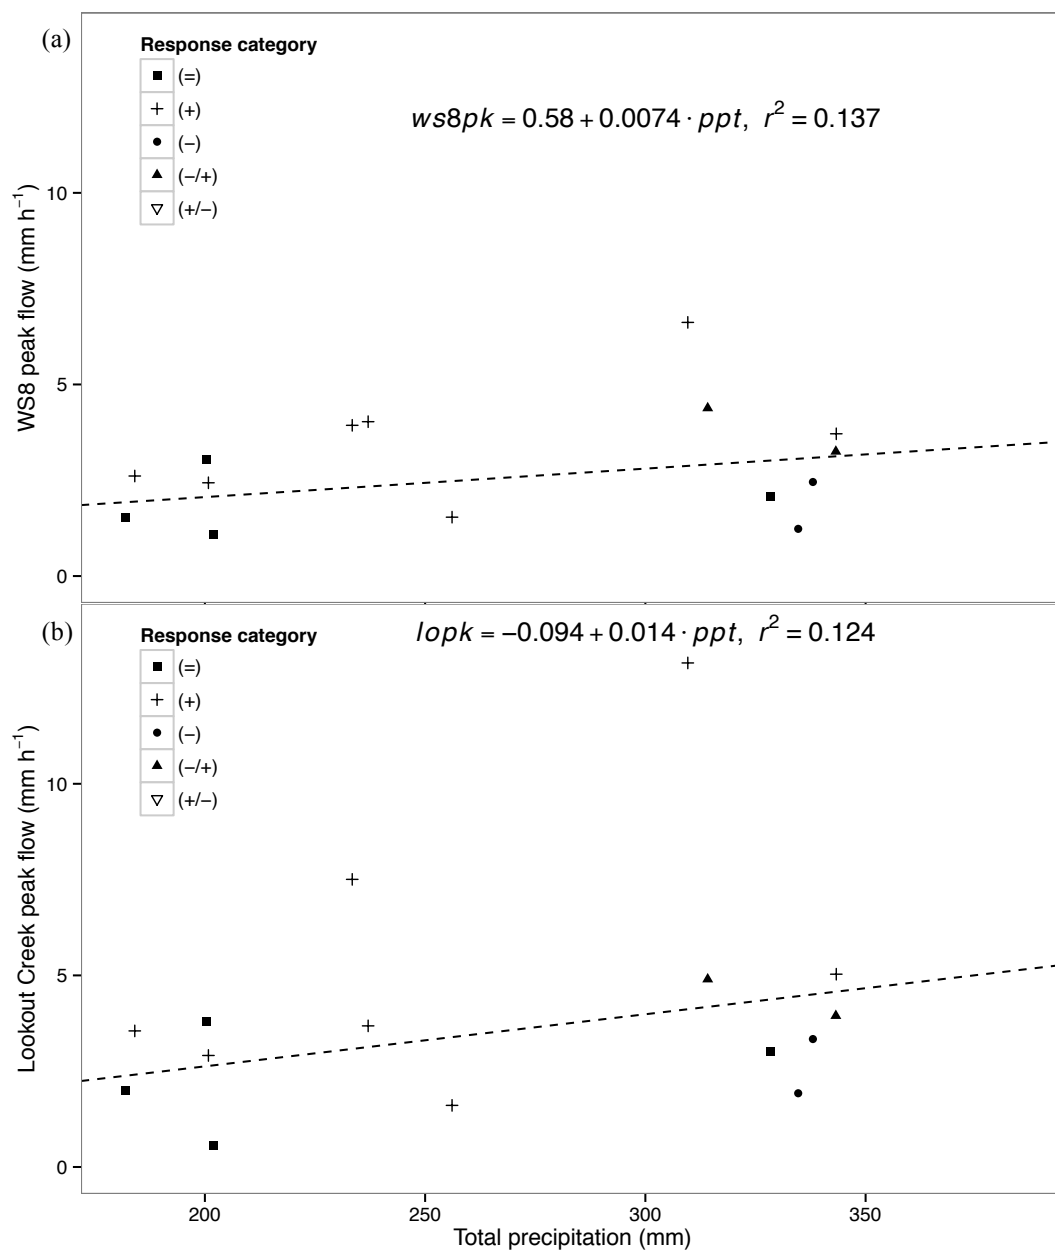 (a)
Response category
(=)
(+)
(−)
(−/+)
(+/−)
ws8pk = 0.58 + 0.0074 · ppt, r² = 0.137
WS8 peak flow (mm h⁻¹)
10
5
0
(b)
Response category
(=)
(+)
(−)
(−/+)
(+/−)
lopk = −0.094 + 0.014 · ppt, r² = 0.124
Lookout Creek peak flow (mm h⁻¹)
10
5
0
200 250 300 350
Total precipitation (mm)